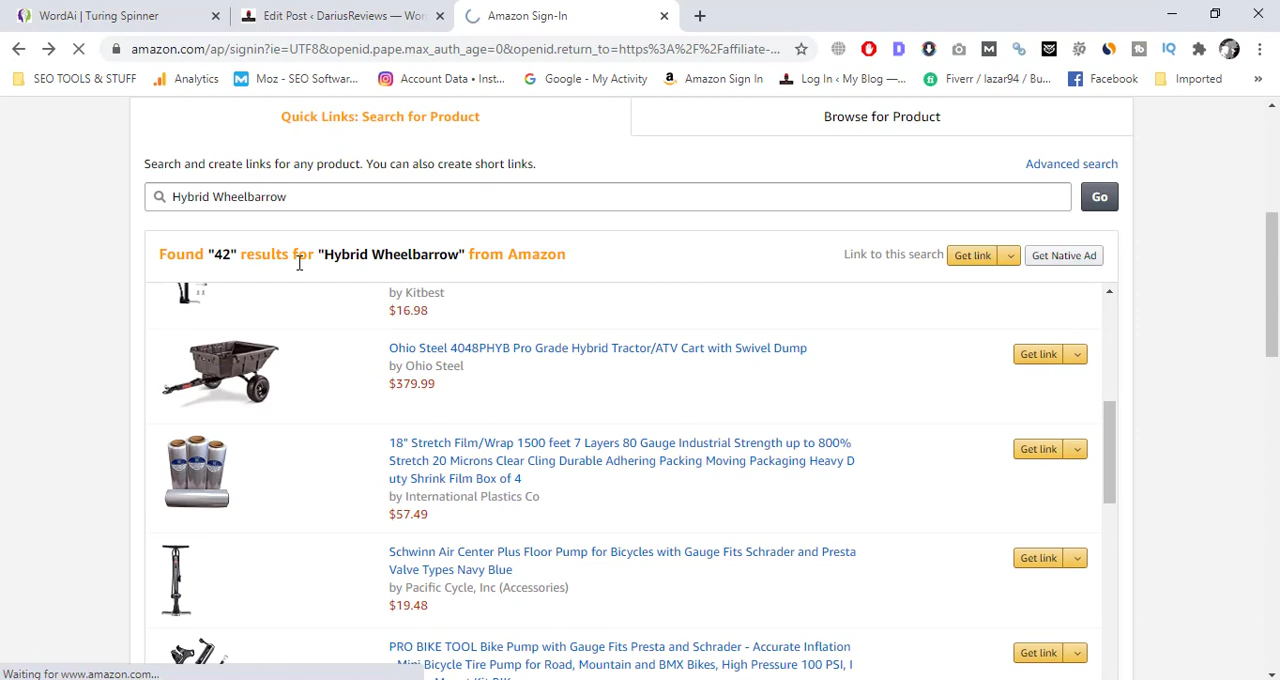 WordAi | Turing Spinner
Edit Post ‹ DariusReviews — Wor
Amazon Sign-In
amazon.com/ap/signin?ie=UTF8&openid.pape.max_auth_age=0&openid.return_to=https%3A%2F%2Faffiliate-...
SEO TOOLS & STUFF
Analytics
Moz - SEO Software...
Account Data • Inst...
Google - My Activity
Amazon Sign In
Log In ‹ My Blog —...
Fiverr / lazar94 / Bu...
Facebook
Imported
»
Quick Links: Search for Product
Browse for Product
Search and create links for any product. You can also create short links.
Advanced search
Hybrid Wheelbarrow
Go
Found "42" results for "Hybrid Wheelbarrow" from Amazon
Link to this search
Get link
Get Native Ad
by Kitbest
$16.98
Ohio Steel 4048PHYB Pro Grade Hybrid Tractor/ATV Cart with Swivel Dump
by Ohio Steel
$379.99
Get link
18" Stretch Film/Wrap 1500 feet 7 Layers 80 Gauge Industrial Strength up to 800%
Stretch 20 Microns Clear Cling Durable Adhering Packing Moving Packaging Heavy D
uty Shrink Film Box of 4
by International Plastics Co
$57.49
Get link
Schwinn Air Center Plus Floor Pump for Bicycles with Gauge Fits Schrader and Presta
Valve Types Navy Blue
by Pacific Cycle, Inc (Accessories)
$19.48
Get link
PRO BIKE TOOL Bike Pump with Gauge Fits Presta and Schrader - Accurate Inflation
- Mini Bicycle Tire Pump for Road, Mountain and BMX Bikes, High Pressure 100 PSI, I
Get link
Waiting for www.amazon.com...